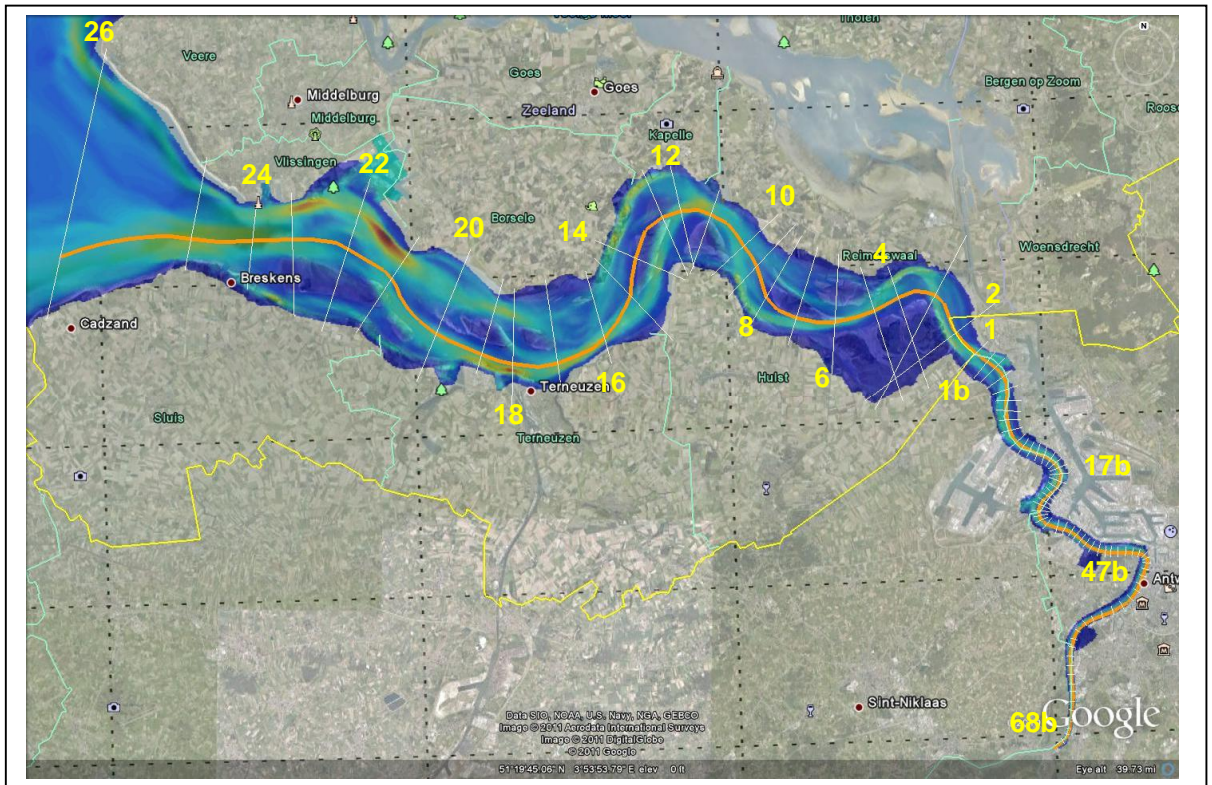 Tholen
26
Veere
N
Goes
Goes
Bergen op Zoom
Middelburg
Zeeland
Roos
Middelburg
Kapelle
Vlissingen
12
24
22
10
Borsele
20
14
4
Reimerswaal
Woensdrecht
Breskens
2
Cadzand
8
1
Hulst
6
16
1b
Terneuzen
18
Sluis
Terneuzen
17b
47b
Antw
Sint-Niklaas
68b
Google
Data SIO, NOAA, U.S. Navy, NGA, GEBCO
Image © 2011 Aerodata International Surveys
Image © 2011 DigitalGlobe
© 2011 Google
51°19'45.06" N 3°53'53.79" E elev 0 ft
Eye alt 39.73 mi